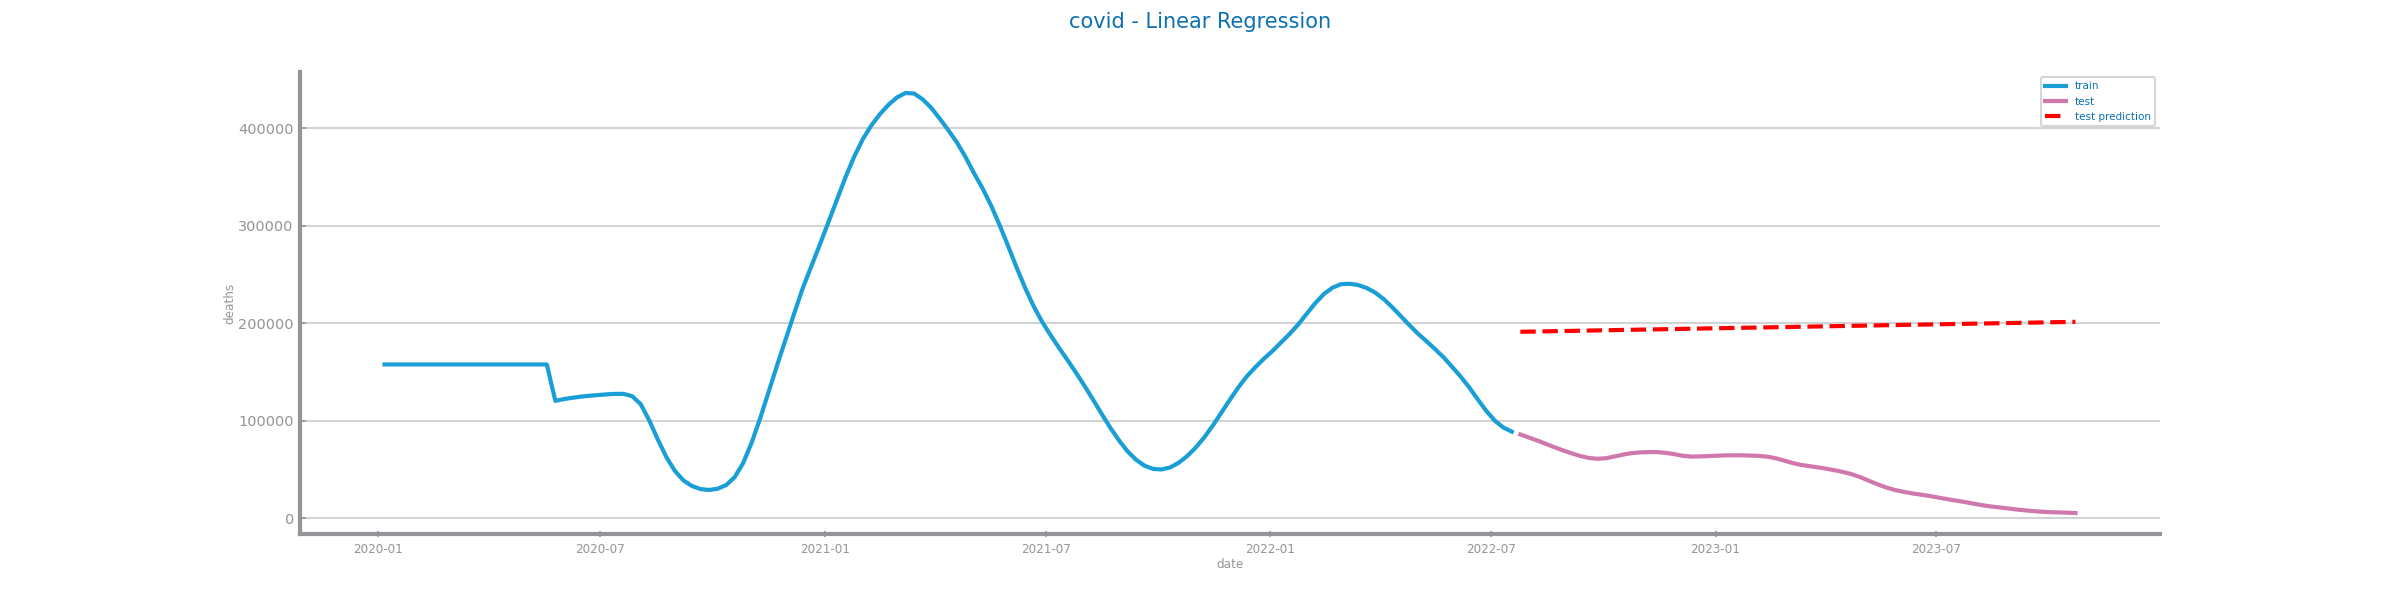 covid - Linear Regression
train
test
test prediction
400000
300000
200000
100000
0
deaths
2020-01 2020-07 2021-01 2021-07 2022-01 2022-07 2023-01 2023-07
date